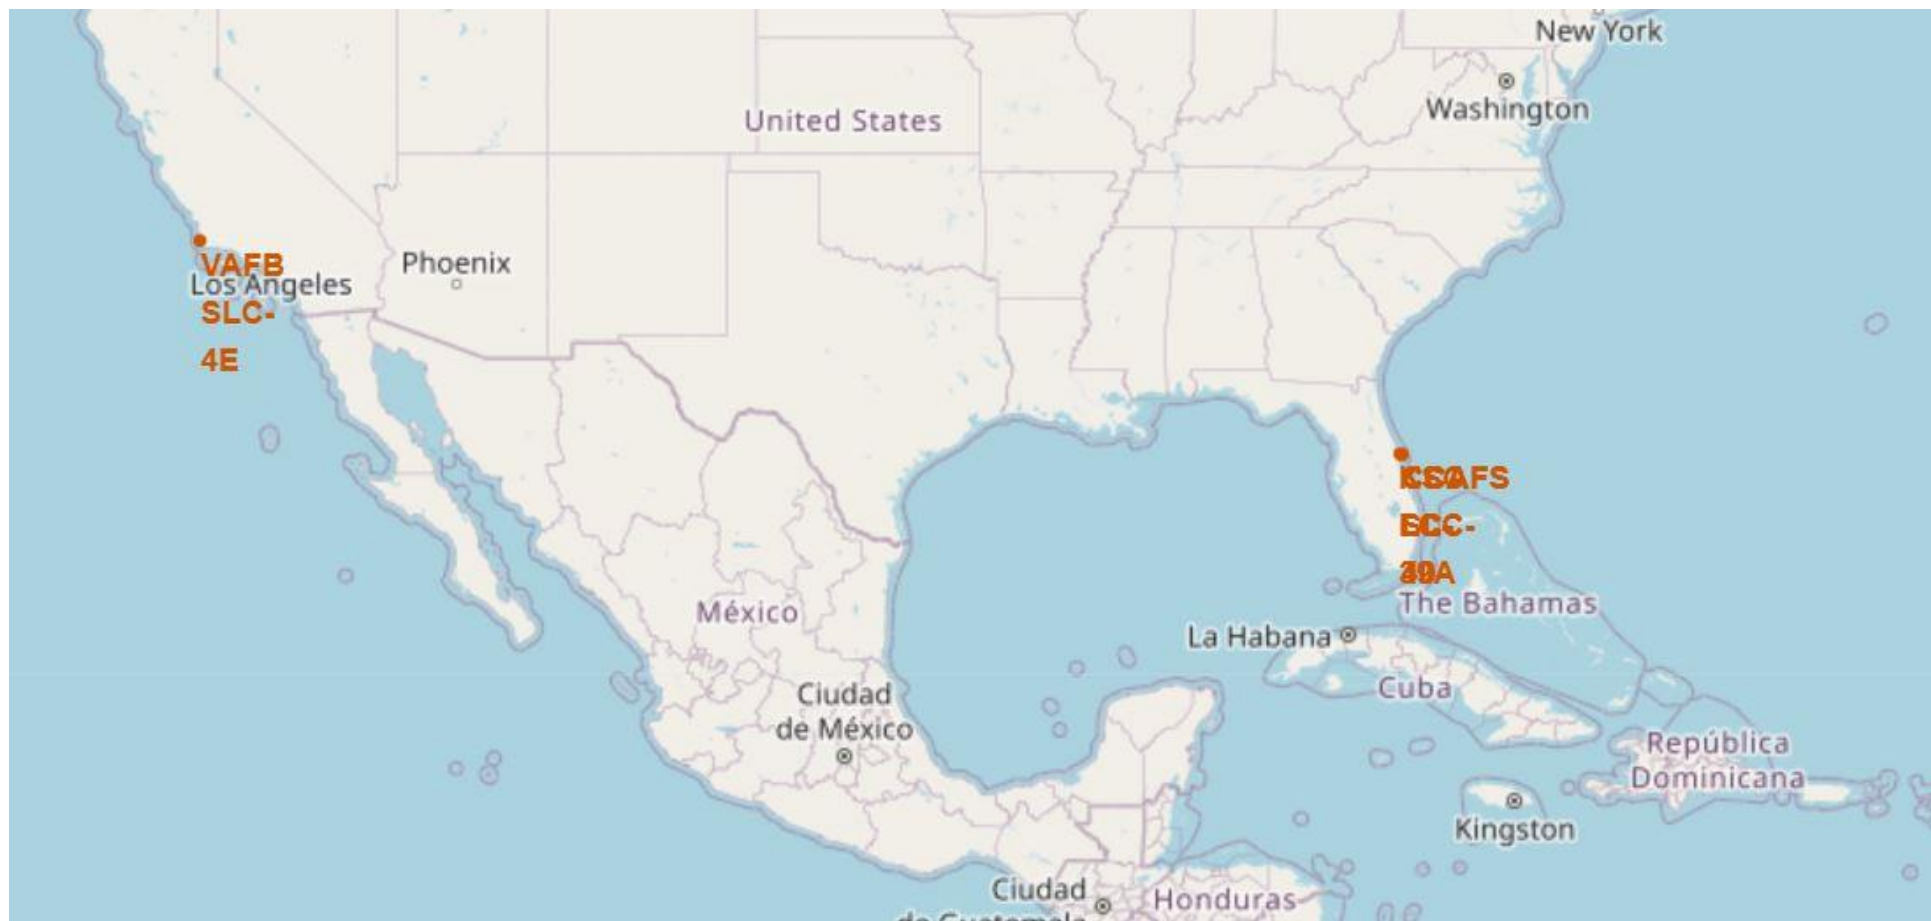 New York
Washington
United States
Phoenix
VAFB
Los Angeles
SLC-
4E
The Bahamas
México
La Habana
Cuba
Ciudad
de México
República
Dominicana
Kingston
Ciudad
Honduras